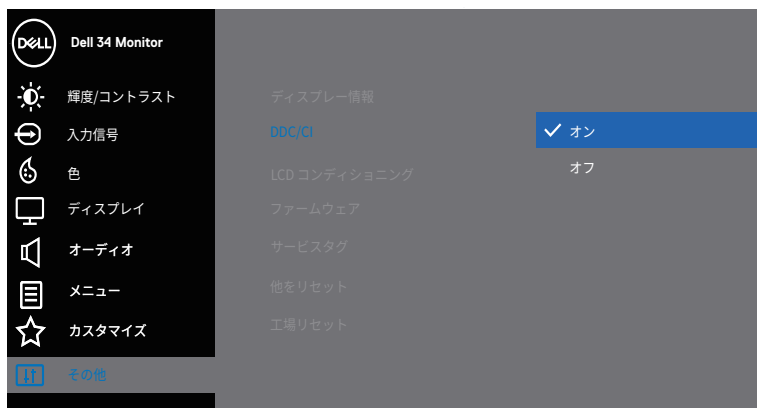 DELL
Dell 34 Monitor
輝度/コントラスト
入力信号
色
ディスプレイ
オーディオ
メニュー
カスタマイズ
その他
ディスプレー情報
DDC/CI
LCD コンディショニング
ファームウェア
サービスタグ
他をリセット
工場リセット
オン
オフ